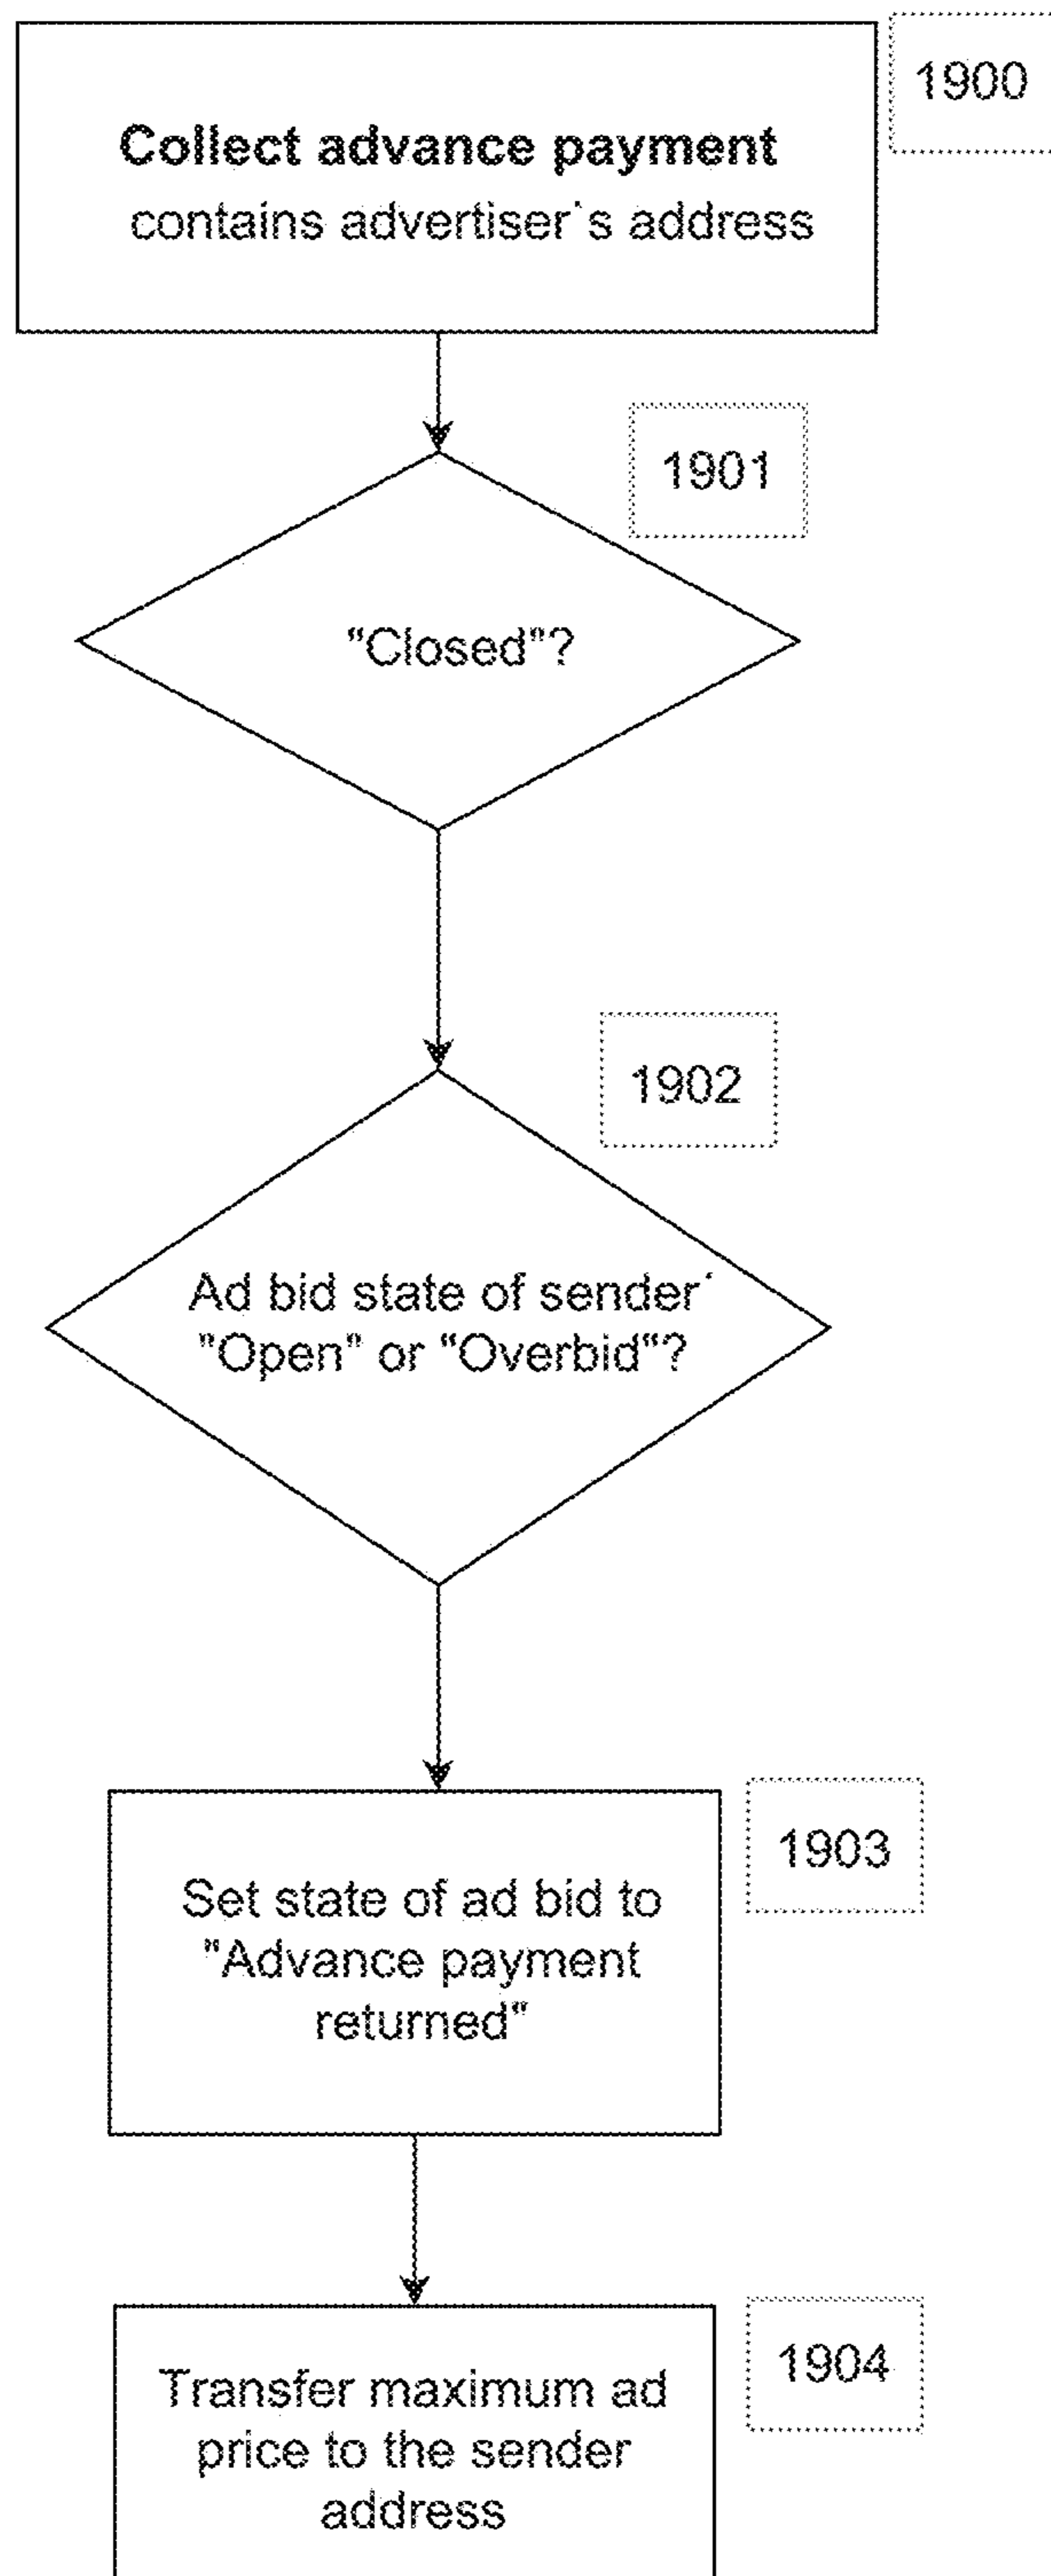 1900
Collect advance payment
contains advertiser´s address
1901
"Closed"?
1902
Ad bid state of sender´
"Open" or "Overbid"?
1903
Set state of ad bid to
"Advance payment
returned"
1904
Transfer maximum ad
price to the sender
address